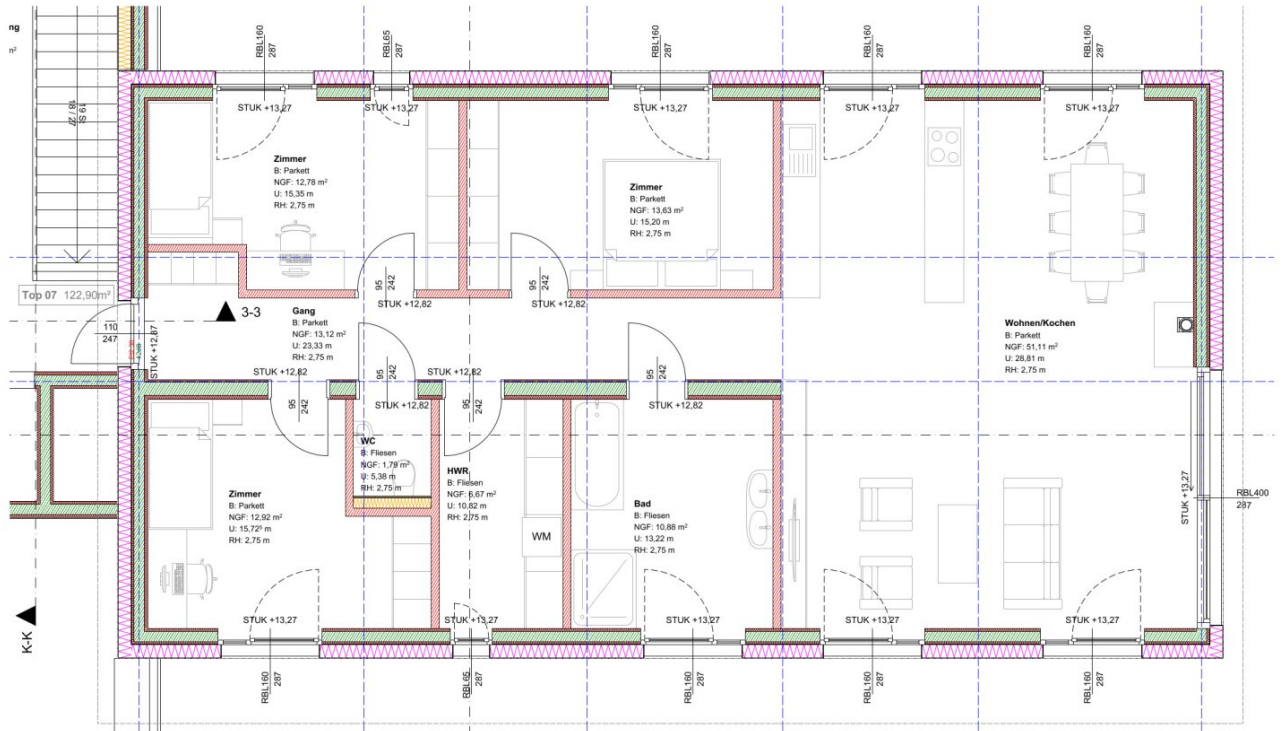 ng
m²
19 St
18 / 27
RBL160
287
RBL65
287
RBL160
287
RBL160
287
RBL160
287
STUK +13,27
STUK +13,27
STUK +13,27
STUK +13,27
STUK +13,27
Zimmer
B: Parkett
NGF: 12,78 m²
U: 15,35 m
RH: 2,75 m
Zimmer
B: Parkett
NGF: 13,63 m²
U: 15,20 m
RH: 2,75 m
95
242
95
242
STUK +12,82
STUK +12,82
Top 07 122,90m²
3-3
110
247
STUK +12,87
Gang
B: Parkett
NGF: 13,12 m²
U: 23,33 m
RH: 2,75 m
Wohnen/Kochen
B: Parkett
NGF: 51,11 m²
U: 28,81 m
RH: 2,75 m
STUK +12,82
95
242
STUK +12,82
95
242
95
242
STUK +12,82
95
242
95
242
STUK +12,82
WC
B: Fliesen
NGF: 1,79 m²
U: 5,38 m
RH: 2,75 m
HWR
B: Fliesen
NGF: 6,67 m²
U: 10,82 m
RH: 2,75 m
Zimmer
B: Parkett
NGF: 12,92 m²
U: 15,72⁵ m
RH: 2,75 m
Bad
B: Fliesen
NGF: 10,88 m²
U: 13,22 m
RH: 2,75 m
WM
STUK +13,27
RBL400
287
K-K
STUK +13,27
STUK +13,27
STUK +13,27
STUK +13,27
STUK +13,27
RBL160
287
RBL65
287
RBL160
287
RBL160
287
RBL160
287